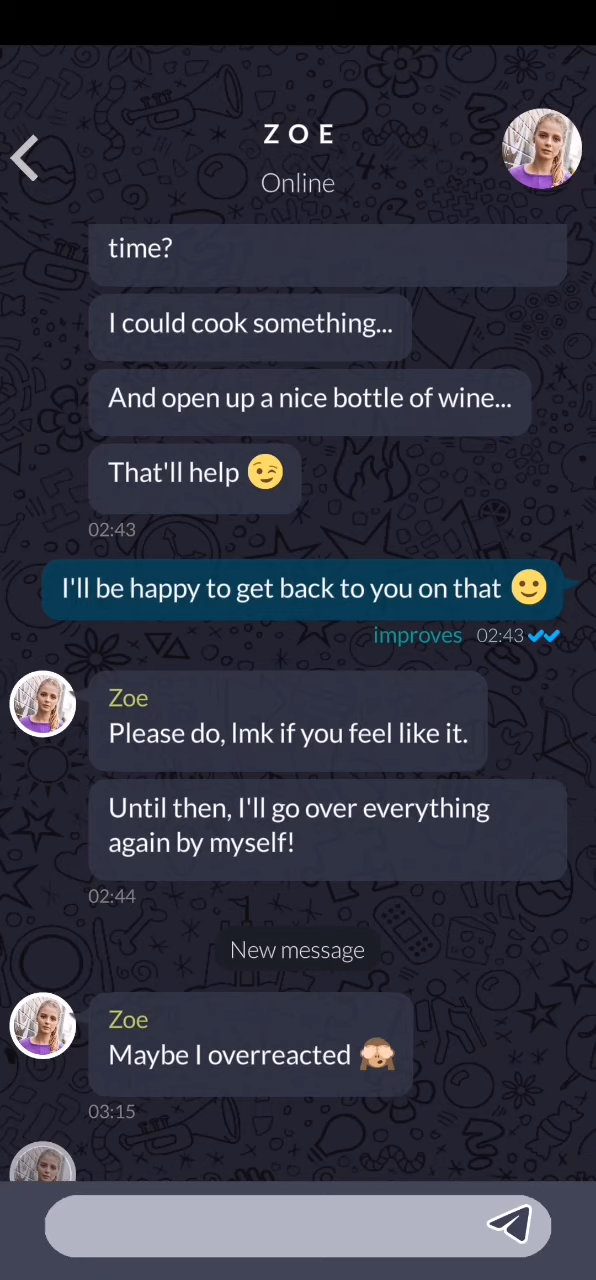 ZOE
Online
time?
I could cook something...
And open up a nice bottle of wine...
That'll help 😉
02:43
I'll be happy to get back to you on that 🙂
improves 02:43
Zoe
Please do, lmk if you feel like it.
Until then, I'll go over everything
again by myself!
02:44
New message
Zoe
Maybe I overreacted 🙈
03:15